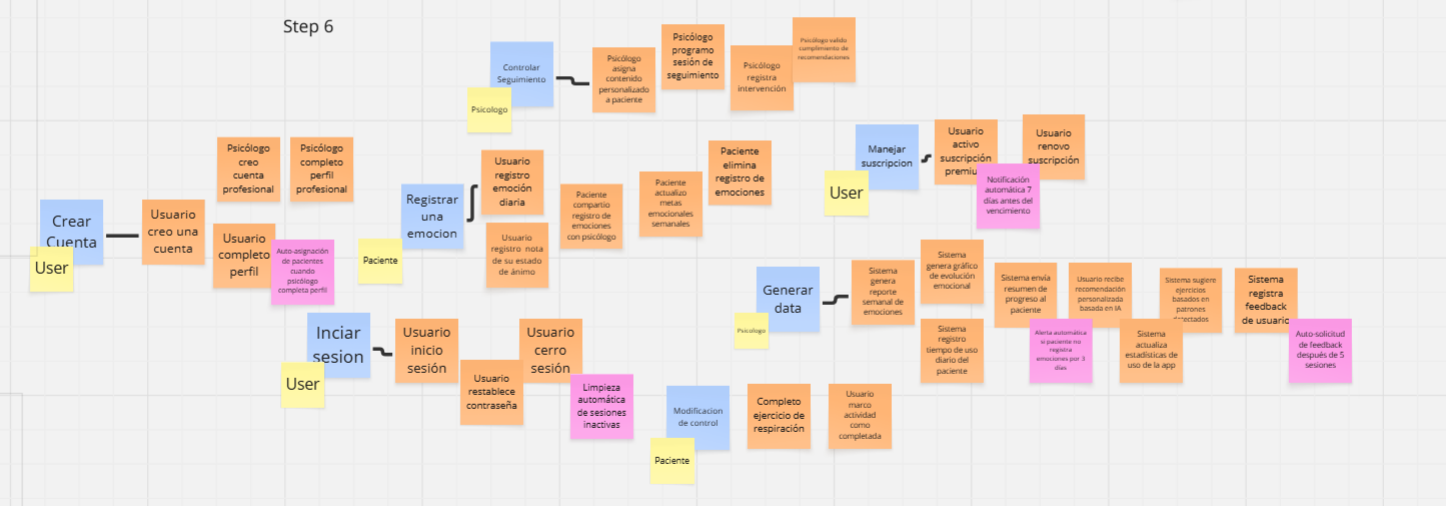 Step 6
Controlar
Seguimiento
Psicologo
Psicólogo
asigna
contenido
personalizado
a paciente
Psicólogo
programo
sesión de
seguimiento
Psicólogo
registra
intervención
Psicólogo valido
cumplimiento de
recomendaciones
Crear
Cuenta
User
Usuario
creo una
cuenta
Psicólogo
creo
cuenta
profesional
Psicólogo
completo
perfil
profesional
Usuario
completo
perfil
Auto-asignación
de pacientes
cuando
psicólogo
completa perfil
Registrar
una
emocion
Paciente
Usuario
registro
emoción
diaria
Usuario
registro nota
de su estado
de ánimo
Paciente
compartio
registro de
emociones
con psicólogo
Paciente
actualizo
metas
emocionales
semanales
Paciente
elimina
registro de
emociones
Manejar
suscripcion
User
Usuario
activo
suscripción
premiu
Usuario
renovo
suscripción
Notificación
automática 7
días antes del
vencimiento
Generar
data
Psicologo
Sistema
genera
reporte
semanal de
emociones
Sistema
genera gráfico
de evolución
emocional
Sistema
registro
tiempo de uso
diario del
paciente
Sistema envía
resumen de
progreso al
paciente
Usuario recibe
recomendación
personalizada
basada en IA
Alerta automática
si paciente no
registra
emociones por 3
días
Sistema
actualiza
estadísticas de
uso de la app
Sistema sugiere
ejercicios
basados en
patrones
detectados
Sistema
registra
feedback
de usuario
Auto-solicitud
de feedback
después de 5
sesiones
Inciar
sesion
User
Usuario
inicio
sesión
Usuario
restablece
contraseña
Usuario
cerro
sesión
Limpieza
automática
de sesiones
inactivas
Modificacion
de control
Paciente
Completo
ejercicio de
respiración
Usuario
marco
actividad
como
completada